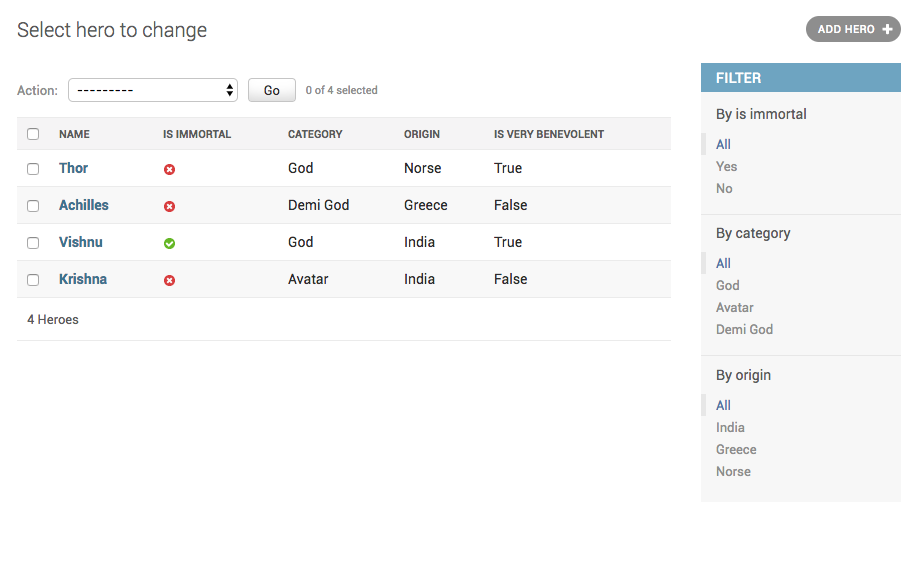 Select hero to change
ADD HERO +
Action: --------- Go 0 of 4 selected
NAME IS IMMORTAL CATEGORY ORIGIN IS VERY BENEVOLENT
Thor God Norse True
Achilles Demi God Greece False
Vishnu God India True
Krishna Avatar India False
4 Heroes
FILTER
By is immortal
All
Yes
No
By category
All
God
Avatar
Demi God
By origin
All
India
Greece
Norse